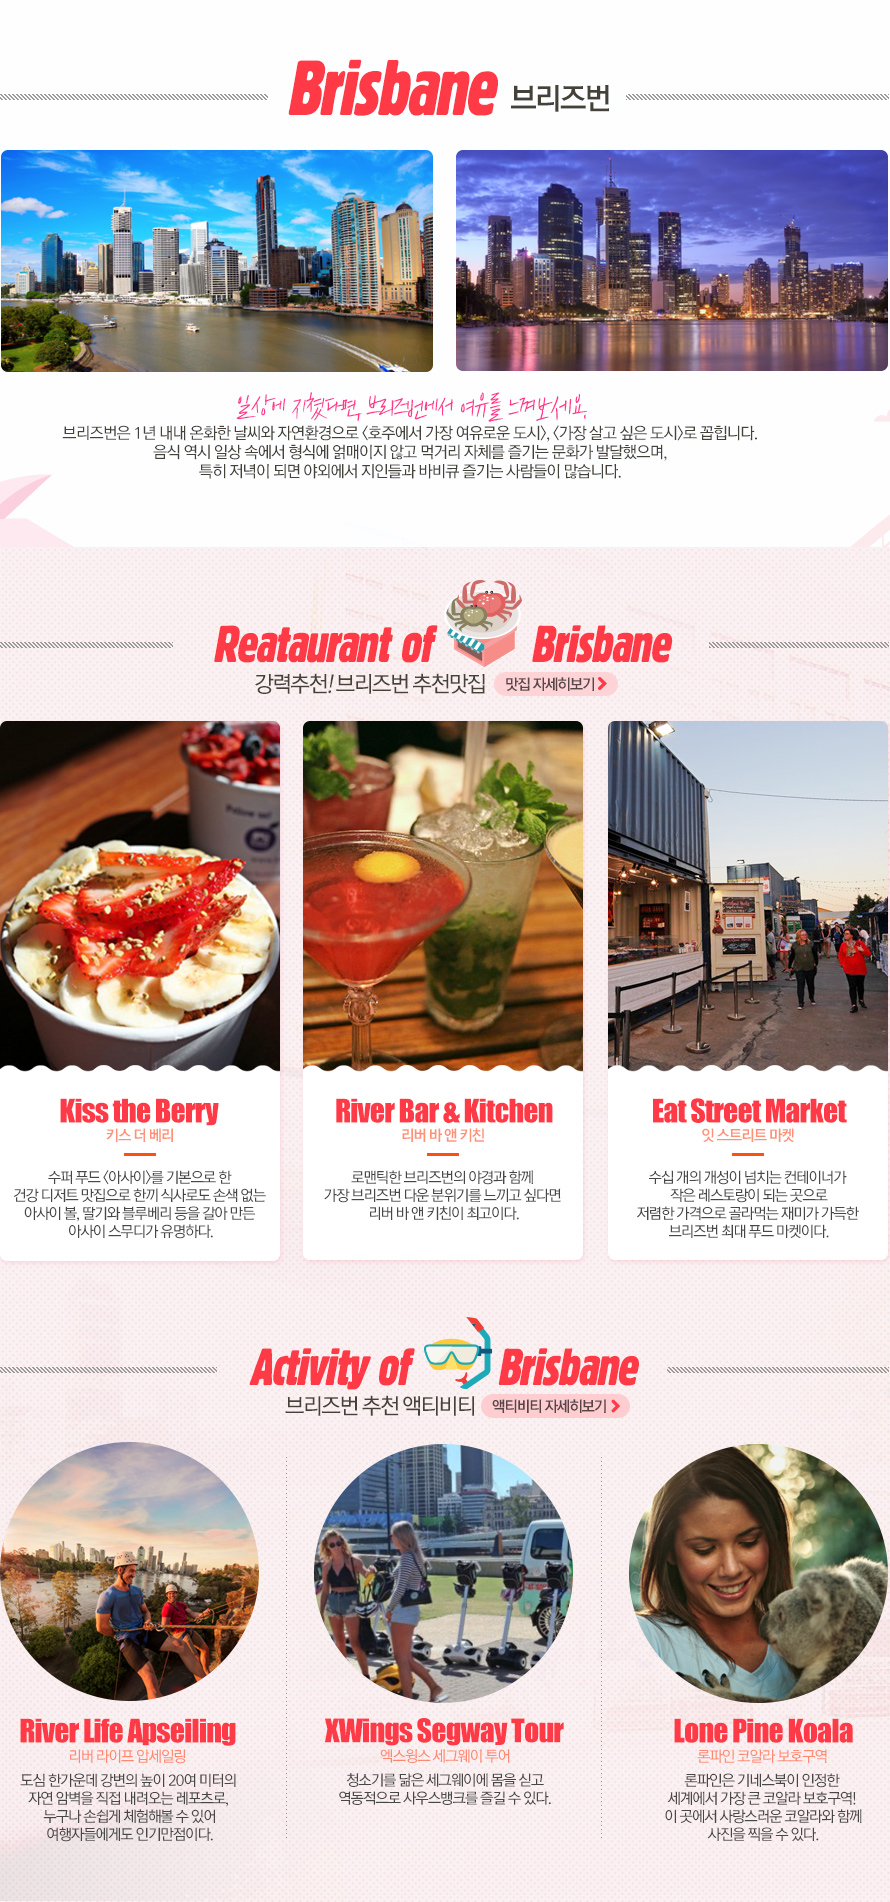 Brisbane 브리즈번
일상에 지쳤다면, 브리즈번에서 여유를 느껴보세요.
브리즈번은 1년 내내 온화한 날씨와 자연환경으로 <호주에서 가장 여유로운 도시>, <가장 살고 싶은 도시>로 꼽힙니다.
음식 역시 일상 속에서 형식에 얽매이지 않고 먹거리 자체를 즐기는 문화가 발달했으며,
특히 저녁이 되면 야외에서 지인들과 바비큐 즐기는 사람들이 많습니다.
Reataurant of Brisbane
강력추천! 브리즈번 추천맛집 맛집 자세히보기
Kiss the Berry
키스 더 베리
수퍼 푸드 <아사이>를 기본으로 한
건강 디저트 맛집으로 한끼 식사로도 손색 없는
아사이 볼, 딸기와 블루베리 등을 갈아 만든
아사이 스무디가 유명하다.
River Bar & Kitchen
리버 바 앤 키친
로맨틱한 브리즈번의 야경과 함께
가장 브리즈번 다운 분위기를 느끼고 싶다면
리버 바 앤 키친이 최고이다.
Eat Street Market
잇 스트리트 마켓
수십 개의 개성이 넘치는 컨테이너가
작은 레스토랑이 되는 곳으로
저렴한 가격으로 골라먹는 재미가 가득한
브리즈번 최대 푸드 마켓이다.
Activity of Brisbane
브리즈번 추천 액티비티 액티비티 자세히보기
River Life Apseiling
리버 라이프 압세일링
도심 한가운데 강변의 높이 20여 미터의
자연 암벽을 직접 내려오는 레포츠로,
누구나 손쉽게 체험해볼 수 있어
여행자들에게도 인기만점이다.
XWings Segway Tour
엑스윙스 세그웨이 투어
청소기를 닮은 세그웨이에 몸을 싣고
역동적으로 사우스뱅크를 즐길 수 있다.
Lone Pine Koala
론파인 코알라 보호구역
론파인은 기네스북이 인정한
세계에서 가장 큰 코알라 보호구역!
이 곳에서 사랑스러운 코알라와 함께
사진을 찍을 수 있다.